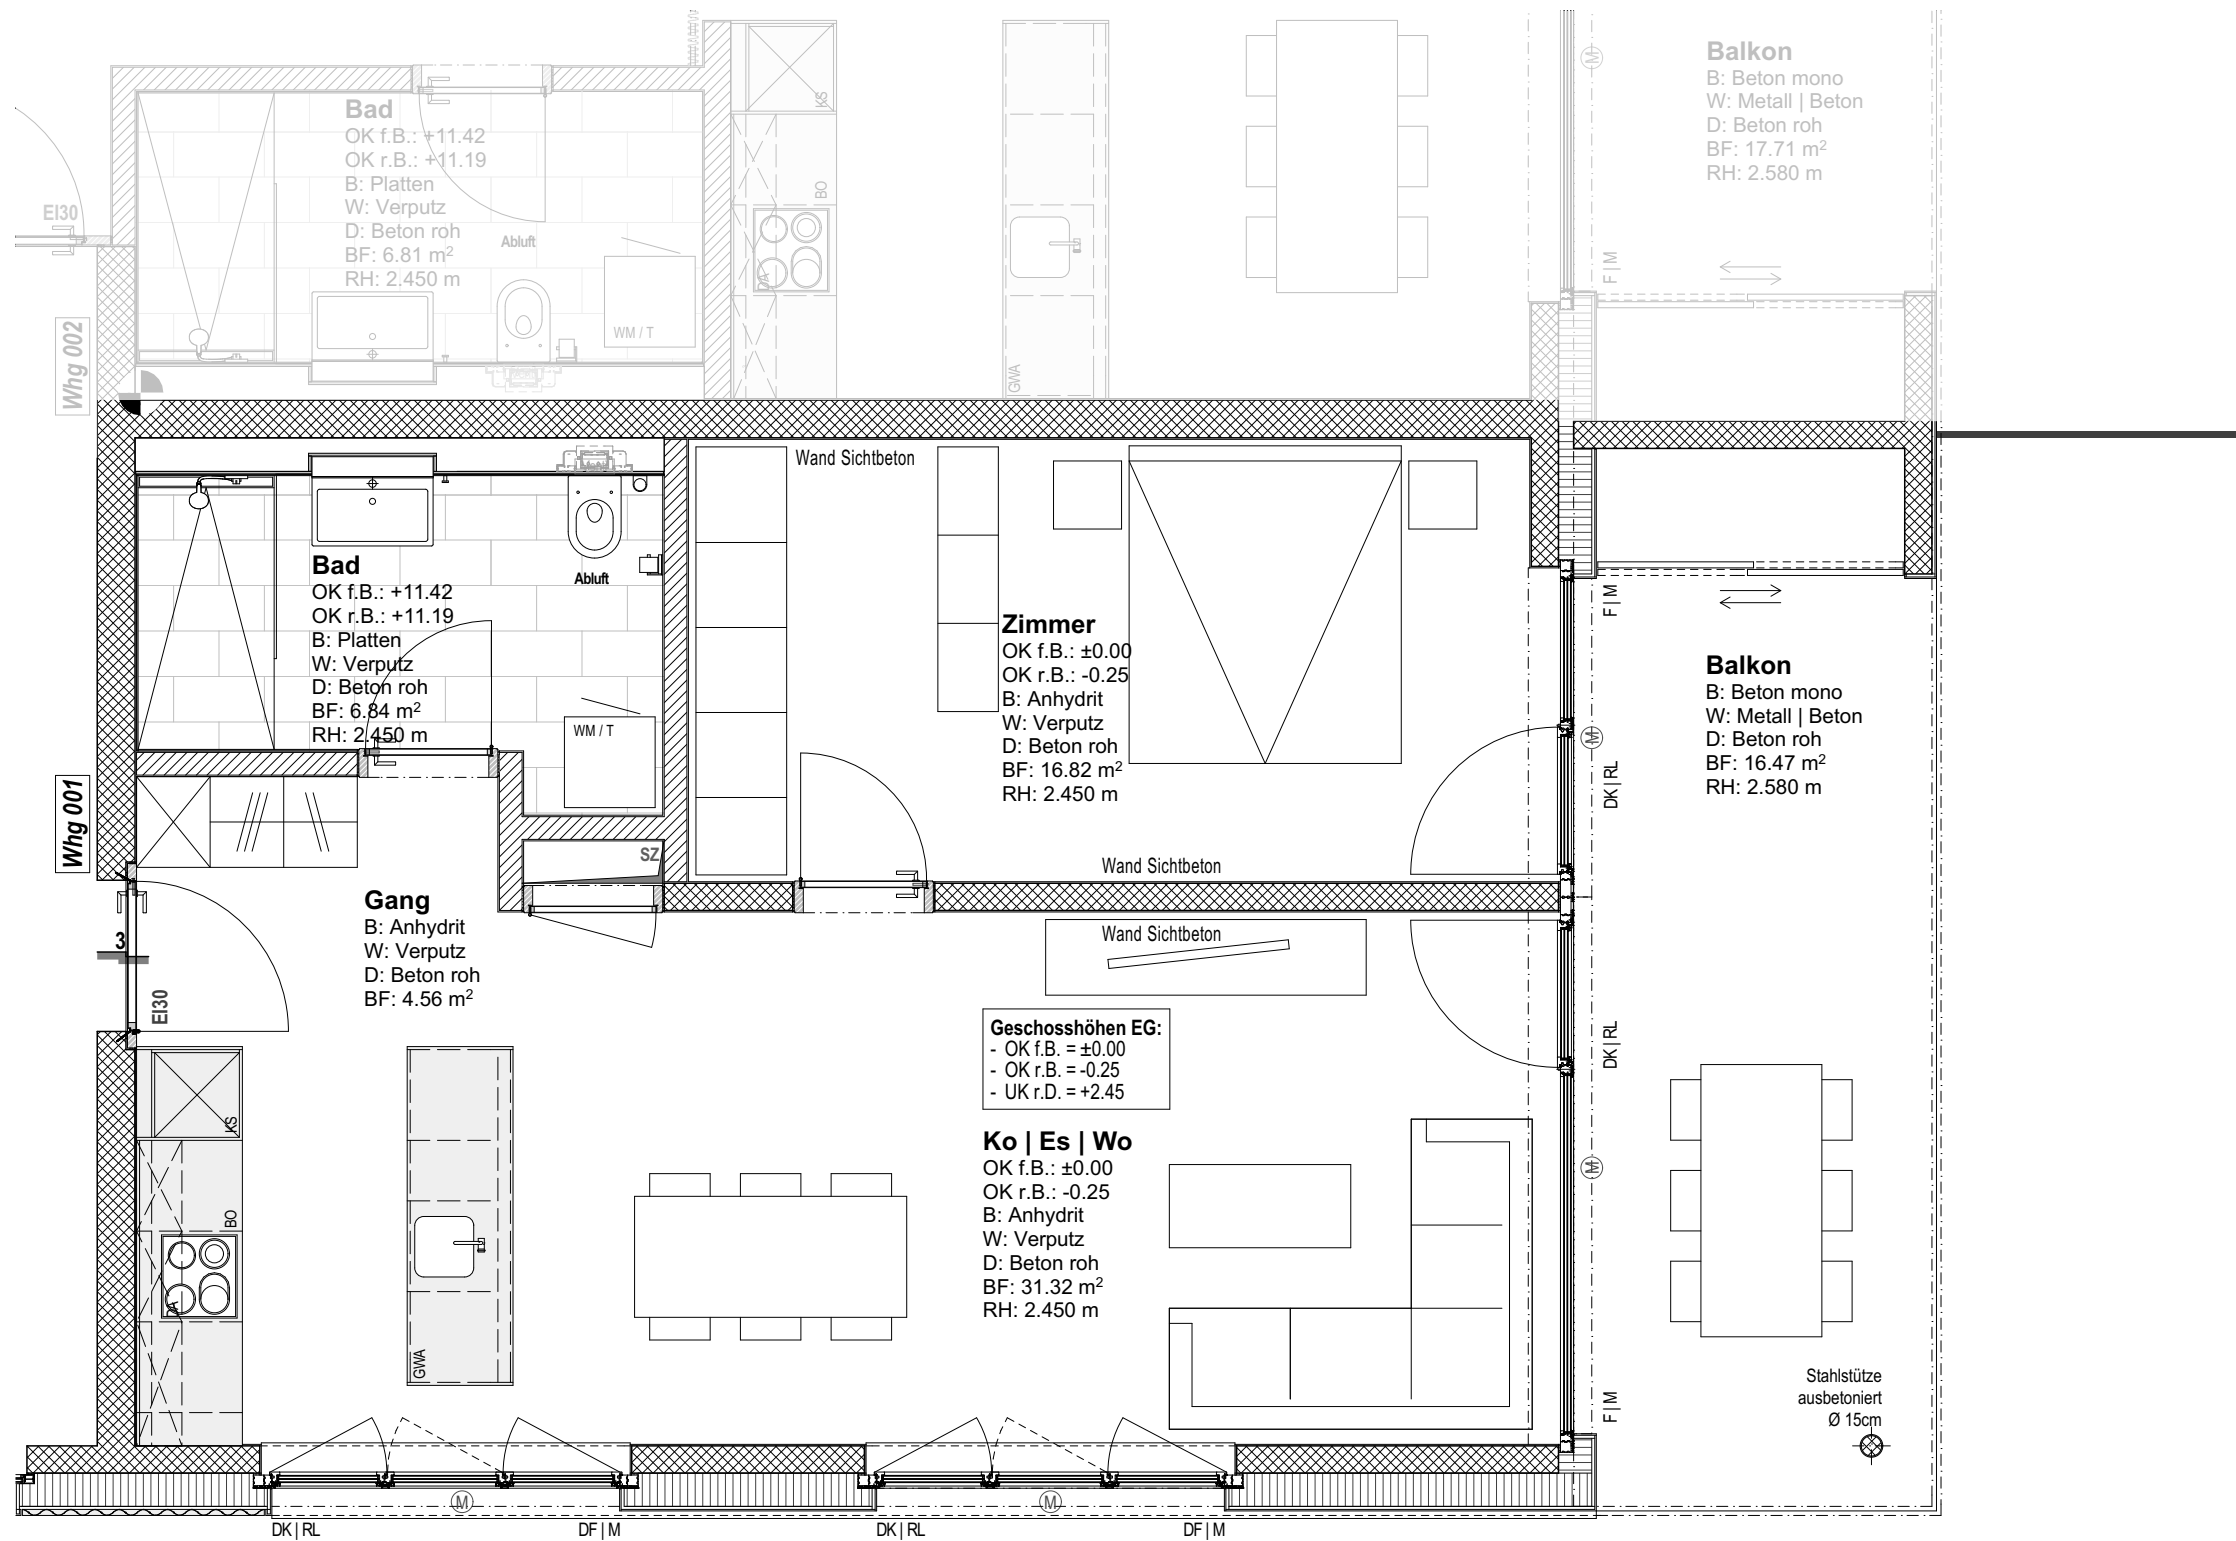 Bad
OK f.B.: +11.42
OK r.B.: +11.19
B: Platten
W: Verputz
D: Beton roh
BF: 6.81 m²
RH: 2.450 m
Abluft
WM / T
EI30
Whg 002
KS
BO
DA
GWA
Balkon
B: Beton mono
W: Metall | Beton
D: Beton roh
BF: 17.71 m²
RH: 2.580 m
M
F | M
Bad
OK f.B.: +11.42
OK r.B.: +11.19
B: Platten
W: Verputz
D: Beton roh
BF: 6.84 m²
RH: 2.450 m
Abluft
WM / T
Wand Sichtbeton
Zimmer
OK f.B.: ±0.00
OK r.B.: -0.25
B: Anhydrit
W: Verputz
D: Beton roh
BF: 16.82 m²
RH: 2.450 m
Wand Sichtbeton
F | M
M
DK | RL
Balkon
B: Beton mono
W: Metall | Beton
D: Beton roh
BF: 16.47 m²
RH: 2.580 m
Whg 001
SZ
Gang
B: Anhydrit
W: Verputz
D: Beton roh
BF: 4.56 m²
3
EI30
Wand Sichtbeton
Geschosshöhen EG:
- OK f.B. = ±0.00
- OK r.B. = -0.25
- UK r.D. = +2.45
Ko | Es | Wo
OK f.B.: ±0.00
OK r.B.: -0.25
B: Anhydrit
W: Verputz
D: Beton roh
BF: 31.32 m²
RH: 2.450 m
KS
BO
DA
GWA
DK | RL
M
F | M
Stahlstütze
ausbetoniert
Ø 15cm
M
M
DK | RL
DF | M
DK | RL
DF | M